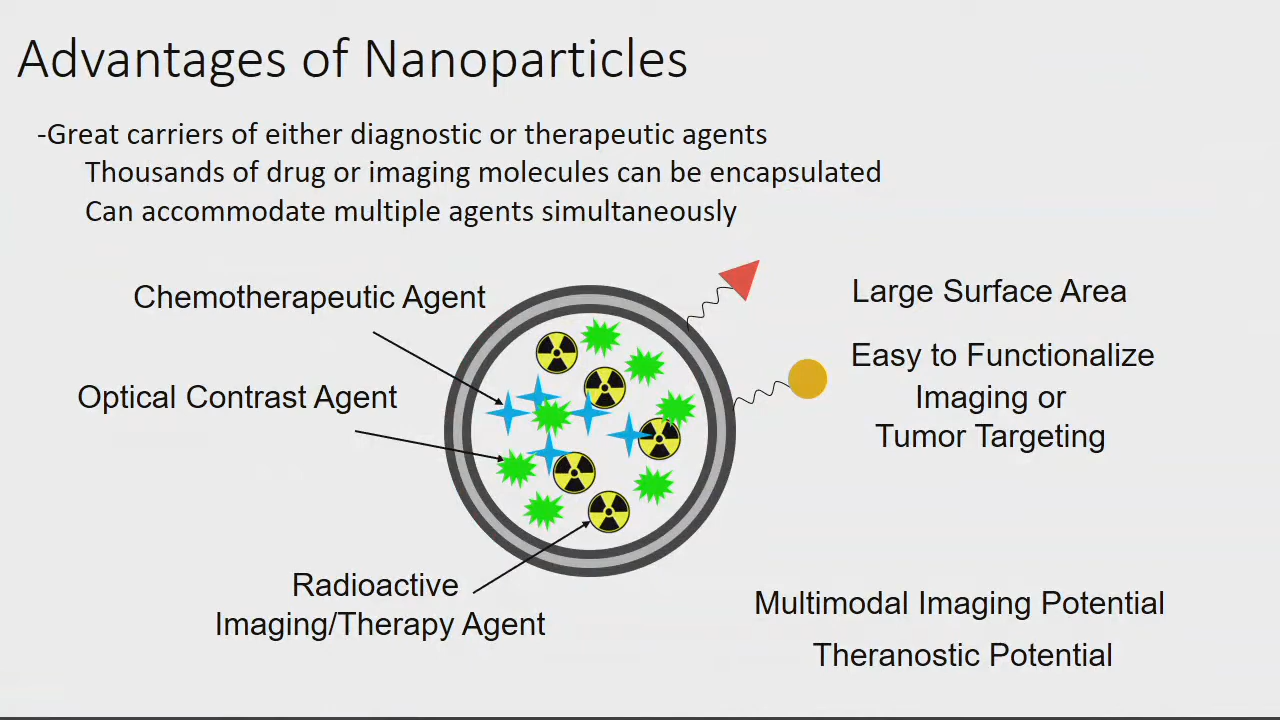 Advantages of Nanoparticles
-Great carriers of either diagnostic or therapeutic agents
Thousands of drug or imaging molecules can be encapsulated
Can accommodate multiple agents simultaneously
Chemotherapeutic Agent
Optical Contrast Agent
Radioactive
Imaging/Therapy Agent
Large Surface Area
Easy to Functionalize
Imaging or
Tumor Targeting
Multimodal Imaging Potential
Theranostic Potential